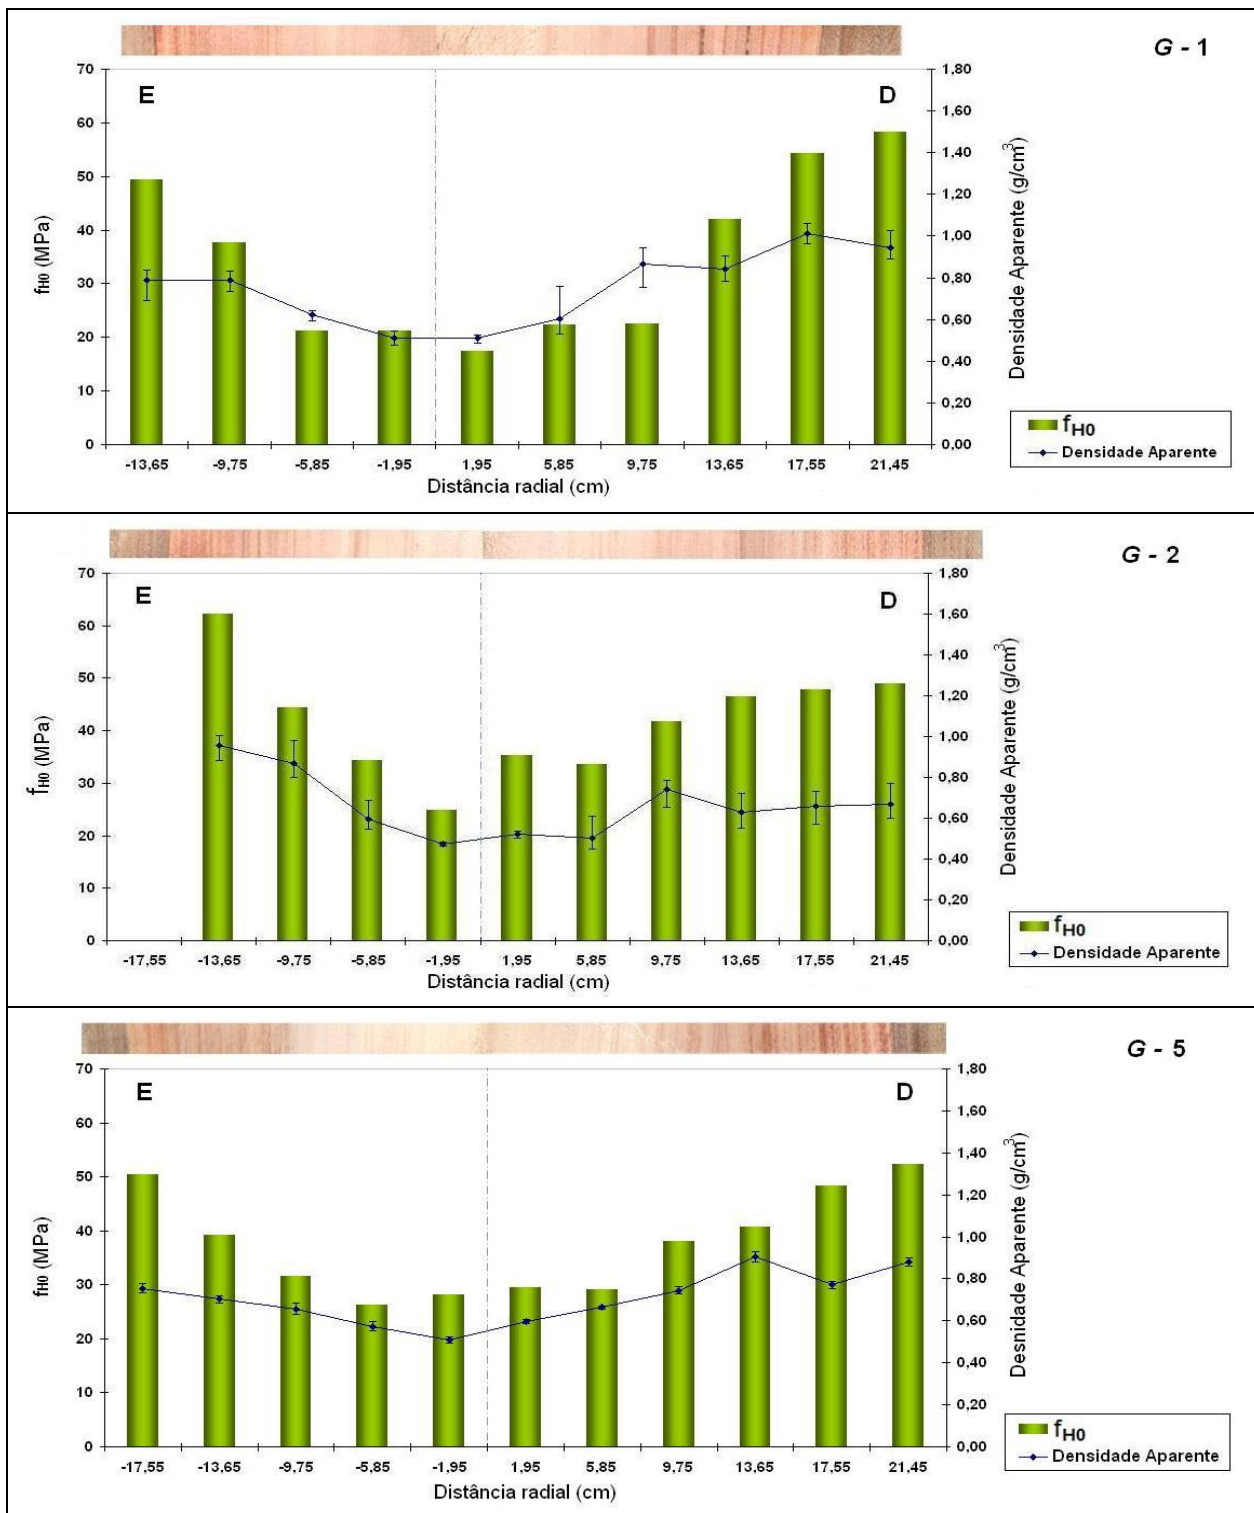 G - 1
70 1,80
E D
60 1,60
1,40
50
1,20
40 1,00
30 0,80
0,60
20
0,40
10
0,20
0 0,00
fH0 (MPa)
Densidade Aparente (g/cm3)
-13,65 -9,75 -5,85 -1,95 1,95 5,85 9,75 13,65 17,55 21,45
Distância radial (cm)
fH0
Densidade Aparente
G - 2
70 1,80
E D
60 1,60
1,40
50
1,20
40 1,00
30 0,80
0,60
20
0,40
10
0,20
0 0,00
fH0 (MPa)
Densidade Aparente (g/cm3)
-17,55 -13,65 -9,75 -5,85 -1,95 1,95 5,85 9,75 13,65 17,55 21,45
Distância radial (cm)
fH0
Densidade Aparente
G - 5
70 1,80
E D
60 1,60
1,40
50
1,20
40 1,00
30 0,80
0,60
20
0,40
10
0,20
0 0,00
fH0 (MPa)
Desnidade Aparente (g/cm3)
-17,55 -13,65 -9,75 -5,85 -1,95 1,95 5,85 9,75 13,65 17,55 21,45
Distância radial (cm)
fH0
Densidade Aparente